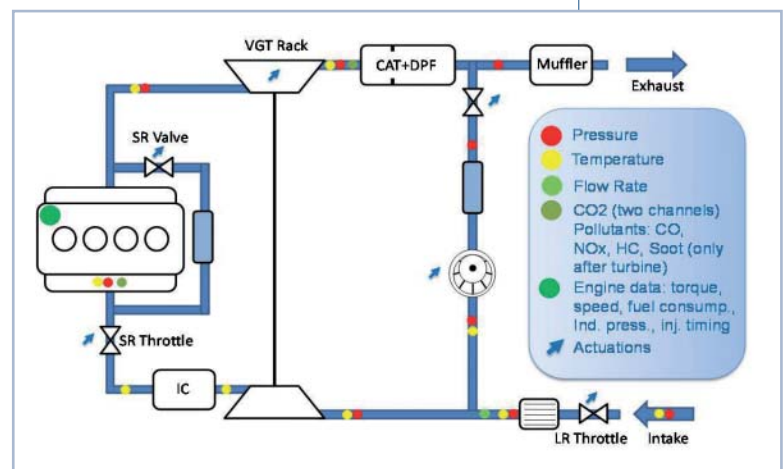 VGT Rack
CAT+DPF
Muffler
Exhaust
SR Valve
Pressure
Temperature
Flow Rate
CO2 (two channels)
Pollutants: CO,
NOx, HC, Soot (only
after turbine)
Engine data: torque,
speed, fuel consump.,
Ind. press., inj. timing
Actuations
SR Throttle
IC
LR Throttle
Intake